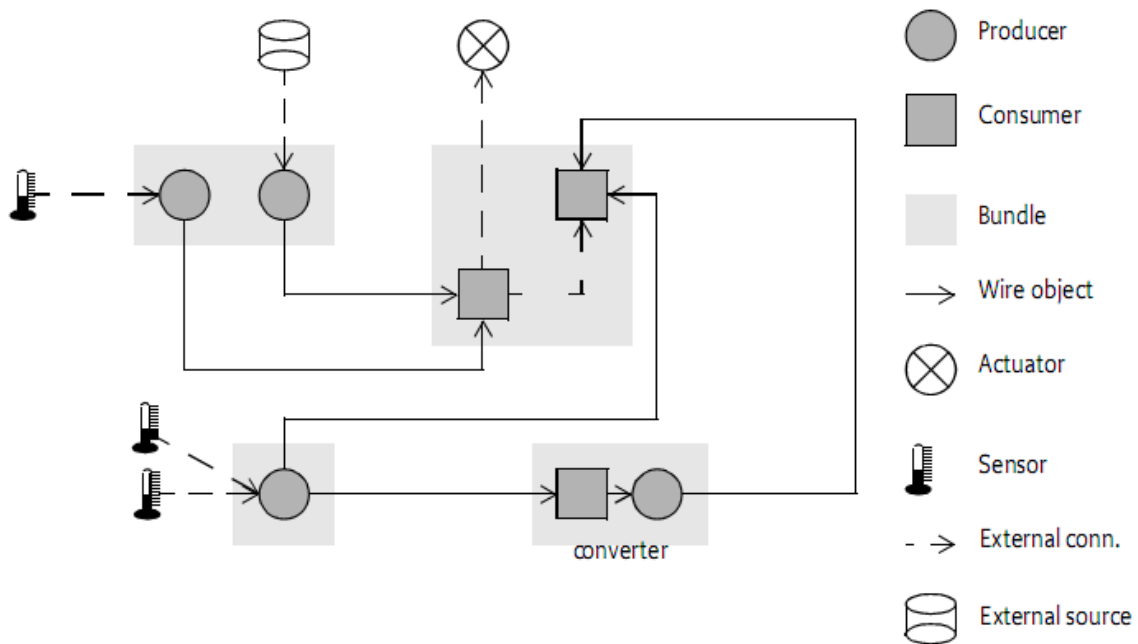 Producer
Consumer
Bundle
Wire object
Actuator
Sensor
External conn.
External source
converter